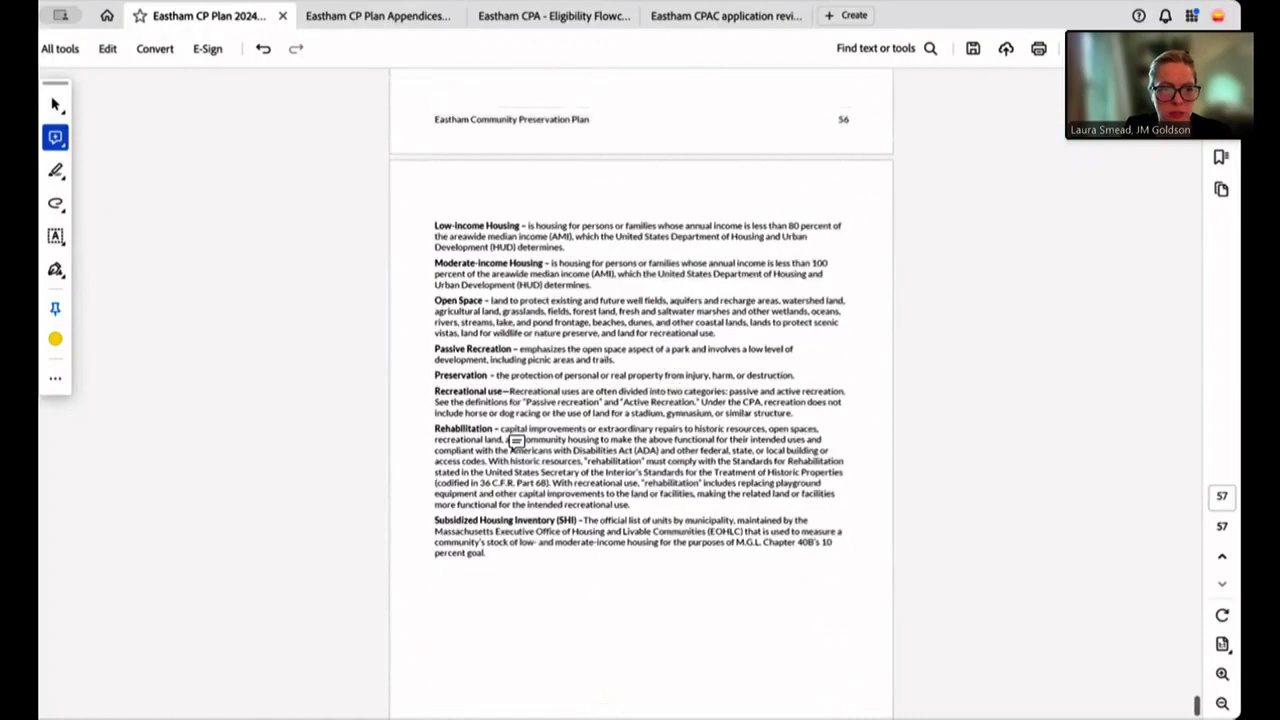 Eastham CP Plan 2024...
Eastham CP Plan Appendices...
Eastham CPA - Eligibility Flowc...
Eastham CPAC application revi...
+ Create
All tools
Edit
Convert
E-Sign
Find text or tools
Laura Smead, JM Goldson
Eastham Community Preservation Plan 56
Low-Income Housing – is housing for persons or families whose annual income is less than 80 percent of
the areawide median income (AMI), which the United States Department of Housing and Urban
Development (HUD) determines.
Moderate-Income Housing – is housing for persons or families whose annual income is less than 100
percent of the areawide median income (AMI), which the United States Department of Housing and
Urban Development (HUD) determines.
Open Space – land to protect existing and future well fields, aquifers and recharge areas, watershed land,
agricultural land, grasslands, fields, forest land, fresh and saltwater marshes and other wetlands, oceans,
rivers, streams, lake, and pond frontage, beaches, dunes, and other coastal lands, lands to protect scenic
vistas, land for wildlife or nature preserve, and land for recreational use.
Passive Recreation – emphasizes the open space aspect of a park and involves a low level of
development, including picnic areas and trails.
Preservation – the protection of personal or real property from injury, harm, or destruction.
Recreational use—Recreational uses are often divided into two categories: passive and active recreation.
See the definitions for "Passive recreation" and "Active Recreation." Under the CPA, recreation does not
include horse or dog racing or the use of land for a stadium, gymnasium, or similar structure.
Rehabilitation – capital improvements or extraordinary repairs to historic resources, open spaces,
recreational land, ommunity housing to make the above functional for their intended uses and
compliant with the Americans with Disabilities Act (ADA) and other federal, state, or local building or
access codes. With historic resources, "rehabilitation" must comply with the Standards for Rehabilitation
stated in the United States Secretary of the Interior's Standards for the Treatment of Historic Properties
(codified in 36 C.F.R. Part 68). With recreational use, "rehabilitation" includes replacing playground
equipment and other capital improvements to the land or facilities, making the related land or facilities
more functional for the intended recreational use.
Subsidized Housing Inventory (SHI) –The official list of units by municipality, maintained by the
Massachusetts Executive Office of Housing and Livable Communities (EOHLC) that is used to measure a
community's stock of low- and moderate-income housing for the purposes of M.G.L. Chapter 40B's 10
percent goal.
57
57